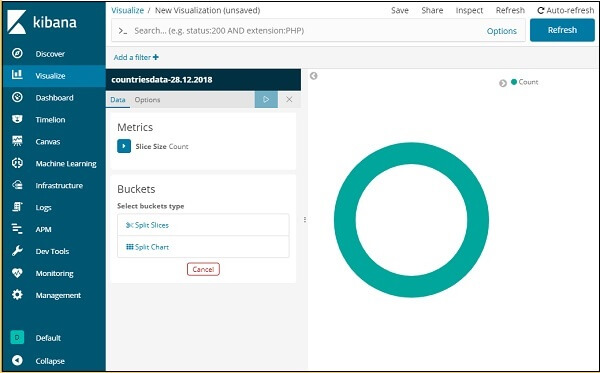 kibana
Discover
Visualize
Dashboard
Timelion
Canvas
Machine Learning
Infrastructure
Logs
APM
Dev Tools
Monitoring
Management
D Default
Collapse
Visualize / New Visualization (unsaved)
Save Share Inspect Refresh Auto-refresh
>_ Search... (e.g. status:200 AND extension:PHP) Options Refresh
Add a filter +
countriesdata-28.12.2018
Data Options
Metrics
Slice Size Count
Buckets
Select buckets type
Split Slices
Split Chart
Cancel
Count